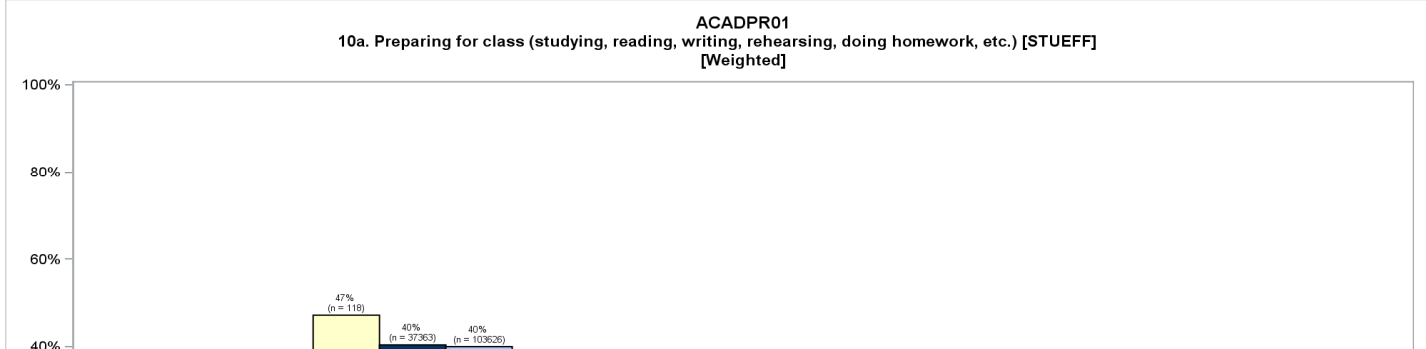 ACADPR01
10a. Preparing for class (studying, reading, writing, rehearsing, doing homework, etc.) [STUEFF]
[Weighted]
100%
80%
60%
47%
(n = 118)
40%
(n = 37363)
40%
(n = 103626)
40%